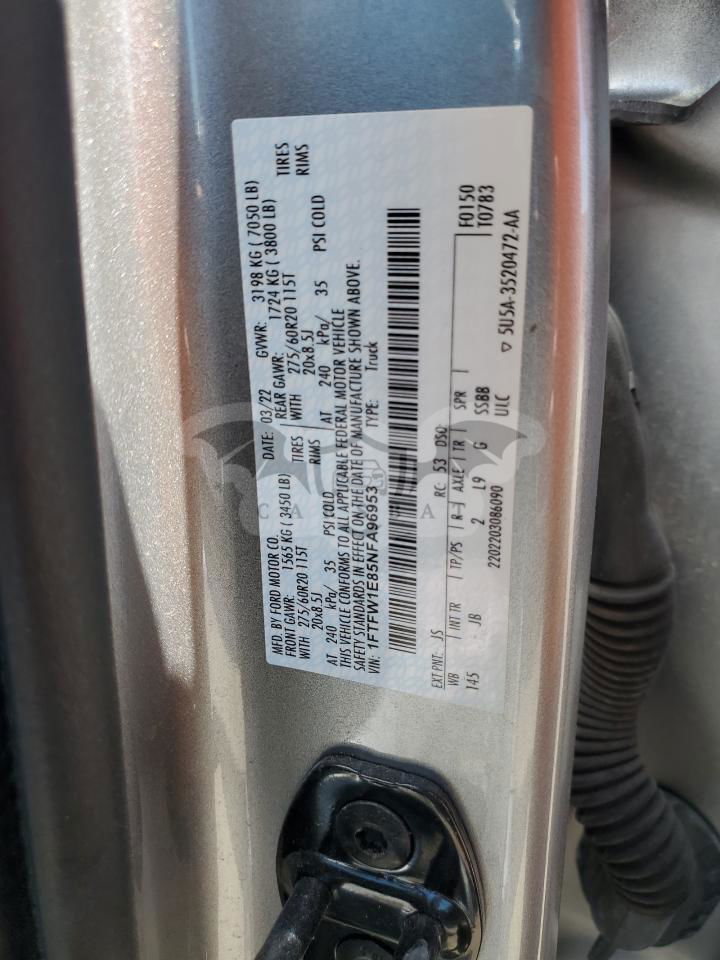 MFD. BY FORD MOTOR CO.
DATE: 03/22 GVWR: 3198 KG ( 7050 LB)
FRONT GAWR: 1565 KG ( 3450 LB) REAR GAWR: 1724 KG ( 3800 LB)
WITH 275/60R20 115T TIRES WITH 275/60R20 115T TIRES
20x8.5J RIMS 20x8.5J RIMS
AT 240 kPa/ 35 PSI COLD AT 240 kPa/ 35 PSI COLD
THIS VEHICLE CONFORMS TO ALL APPLICABLE FEDERAL MOTOR VEHICLE
SAFETY STANDARDS IN EFFECT ON THE DATE OF MANUFACTURE SHOWN ABOVE.
VIN: 1FTFW1E85NFA96953 TYPE: Truck
F0150
T07B3
EXT PNT: JS RC: 53 DSO:
WB INT TR TP/PS R AXLE TR SPR
145 JB 2 L9 G SSBB
2202203086090 ULC ▽ 5U5A-3520472-AA